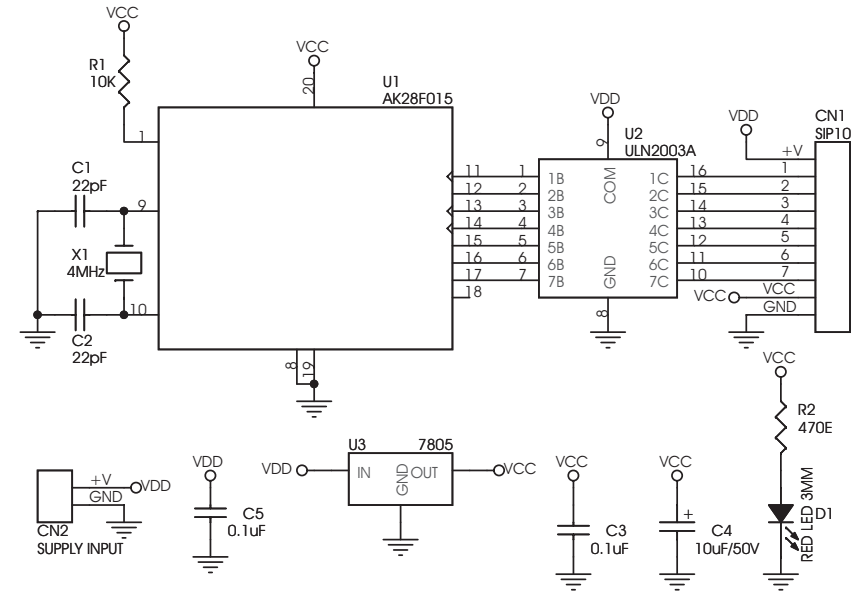 VCC
R1
10K
1
VCC
20
U1
AK28F015
C1
22pF
9
X1
4MHz
10
C2
22pF
8
19
11
12
13
14
15
16
17
18
1
2
3
4
5
6
7
VDD
9
U2
ULN2003A
1B
2B
3B
4B
5B
6B
7B
COM
GND
1C
2C
3C
4C
5C
6C
7C
8
16
15
14
13
12
11
10
VDD
CN1
SIP10
+V
1
2
3
4
5
6
7
VCC
VCC
GND
VCC
R2
470E
RED LED 3MM
D1
+V
GND
VDD
CN2
SUPPLY INPUT
VDD
C5
0.1uF
U3
7805
VDD
IN
GND
OUT
VCC
VCC
C3
0.1uF
VCC
+
C4
10uF/50V